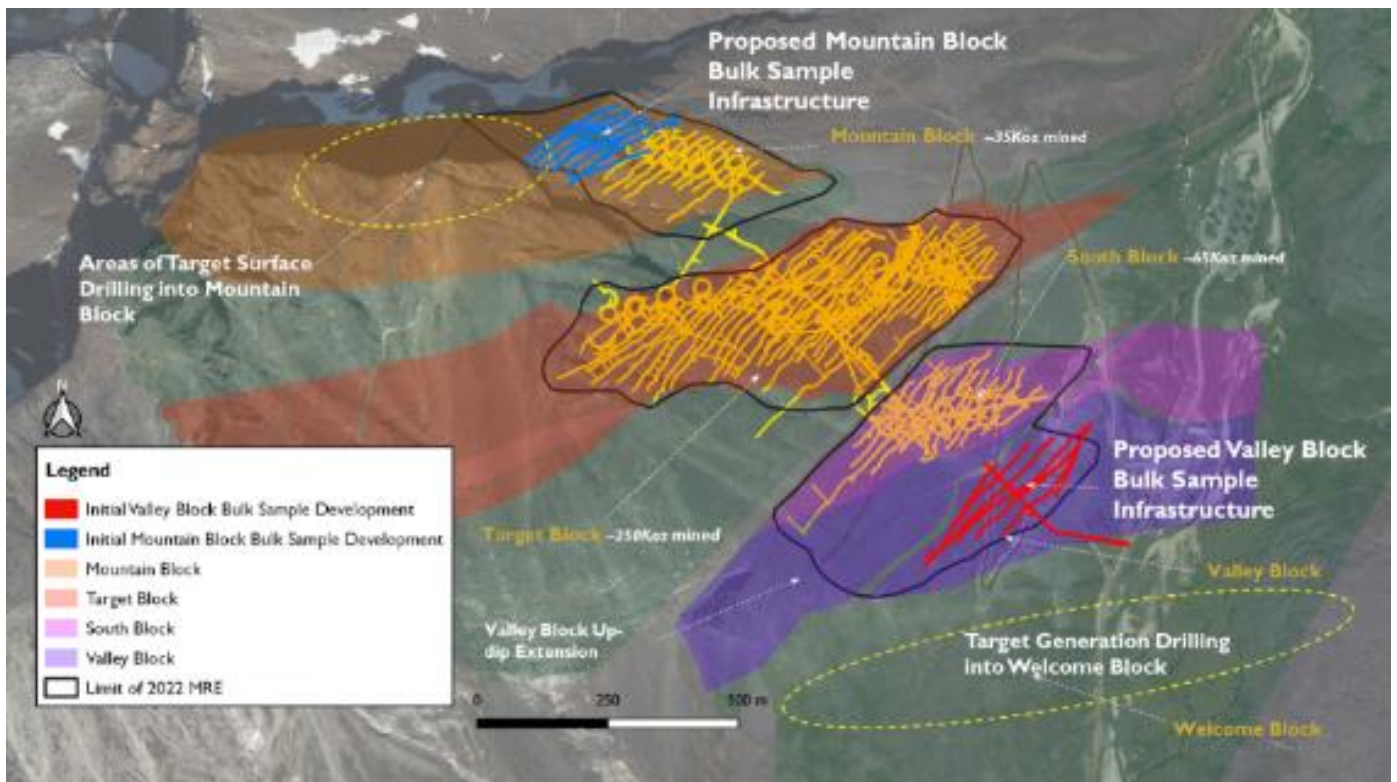 Proposed Mountain Block
Bulk Sample
Infrastructure
Mountain Block ~35Koz mined
South Block ~65Koz mined
Areas of Target Surface
Drilling into Mountain
Block
N
Legend
Initial Valley Block Bulk Sample Development
Initial Mountain Block Bulk Sample Development
Mountain Block
Target Block
South Block
Valley Block
Limit of 2022 MRE
Target Block ~250Koz mined
Proposed Valley Block
Bulk Sample
Infrastructure
Valley Block
Valley Block Up-
dip Extension
Target Generation Drilling
into Welcome Block
Welcome Block
0 250 500 m